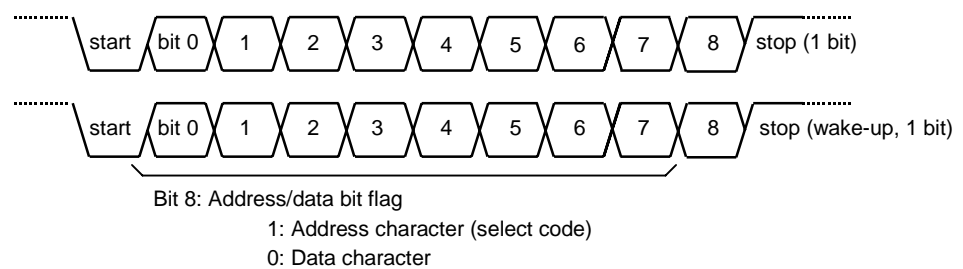 start bit 0 1 2 3 4 5 6 7 8 stop (1 bit)
start bit 0 1 2 3 4 5 6 7 8 stop (wake-up, 1 bit)
Bit 8: Address/data bit flag
1: Address character (select code)
0: Data character